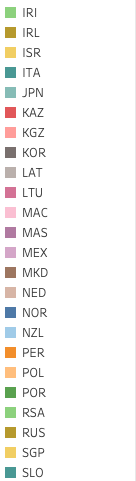 IRI
IRL
ISR
ITA
JPN
KAZ
KGZ
KOR
LAT
LTU
MAC
MAS
MEX
MKD
NED
NOR
NZL
PER
POL
POR
RSA
RUS
SGP
SLO